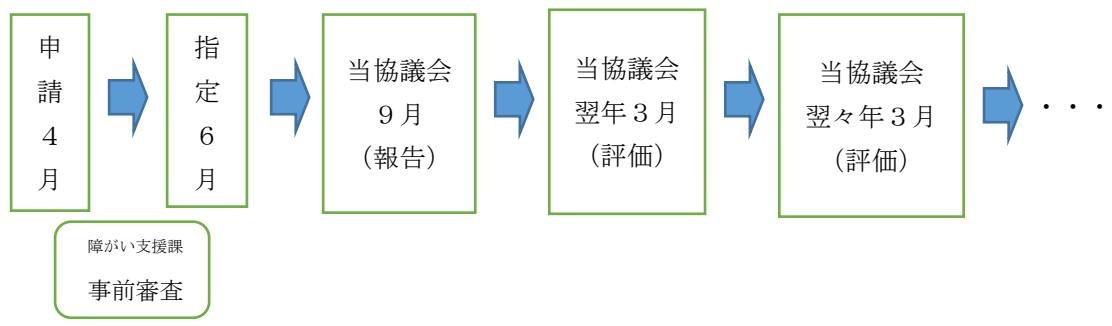 申請４月
指定６月
当協議会
９月
（報告）
当協議会
翌年３月
（評価）
当協議会
翌々年３月
（評価）
・・・
障がい支援課
事前審査